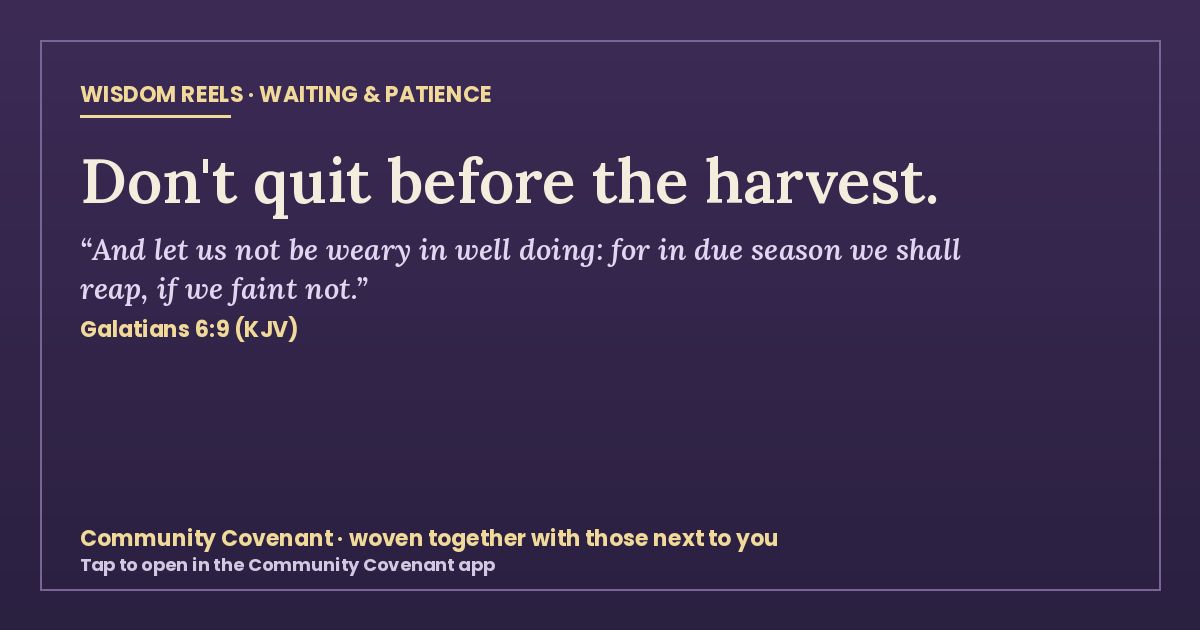 WISDOM REELS · WAITING & PATIENCE
Don't quit before the harvest.
“And let us not be weary in well doing: for in due season we shall
reap, if we faint not.”
Galatians 6:9 (KJV)
Community Covenant · woven together with those next to you
Tap to open in the Community Covenant app